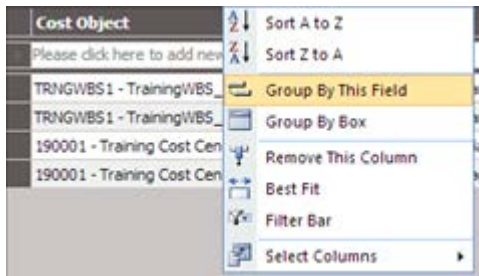 Cost Object
Please click here to add new
TRNGWBS1 - TrainingWBS_
TRNGWBS1 - TrainingWBS_
190001 - Training Cost Cen
190001 - Training Cost Cen
Sort A to Z
Sort Z to A
Group By This Field
Group By Box
Remove This Column
Best Fit
Filter Bar
Select Columns